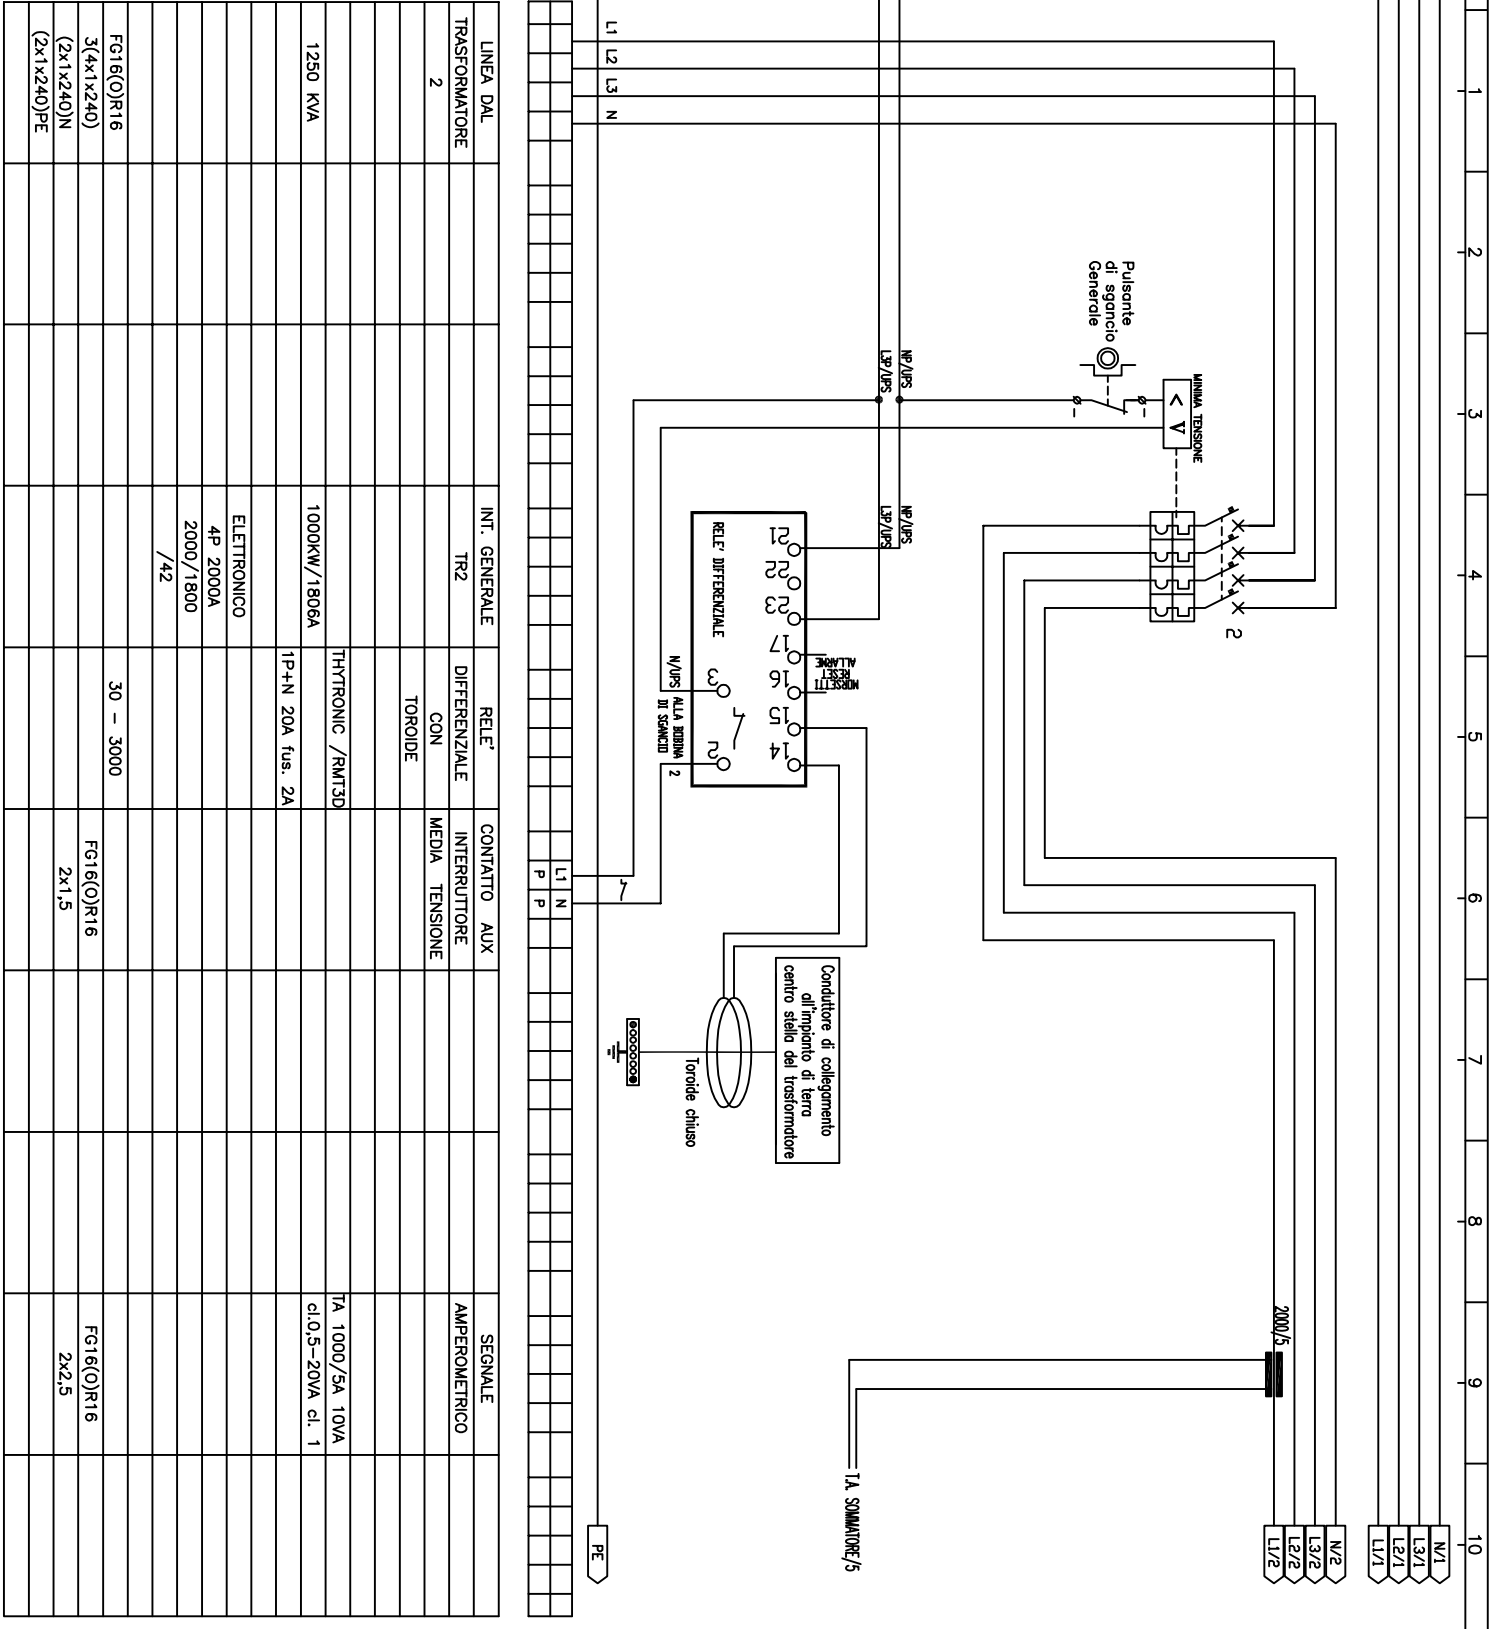 1
2
3
4
5
6
7
8
9
10
N/1
L3/1
L2/1
L1/1
N/2
L3/2
L2/2
L1/2
L1
L2
L3
N
Pulsante
di sgancio
Generale
MINIMA TENSIONE
< V
2
2000/5
NP/UPS
L3P/UPS
NP/UPS
L3P/UPS
21
22
23
17
16
15
14
RELE' DIFFERENZIALE
3
2
MORSETTI
RESET
ALLARME
N/UPS
ALLA BOBINA 2
DI SGANCIO
Conduttore di collegamento
all'impianto di terra
centro stella del trasformatore
Toroide chiuso
T.A. SOMMATORE/5
PE
L1 N
P P
LINEA DAL
TRASFORMATORE
2
1250 KVA
FG16(O)R16
3(4x1x240)
(2x1x240)N
(2x1x240)PE
INT. GENERALE
TR2
1000KW/1806A
ELETTRONICO
4P 2000A
2000/1800
/42
RELE'
DIFFERENZIALE
CON
TOROIDE
THYTRONIC /RMT3D
1P+N 20A fus. 2A
30 - 3000
CONTATTO AUX
INTERRUTTORE
MEDIA TENSIONE
FG16(O)R16
2x1,5
SEGNALE
AMPEROMETRICO
TA 1000/5A 10VA
cl.0,5-20VA cl. 1
FG16(O)R16
2x2,5